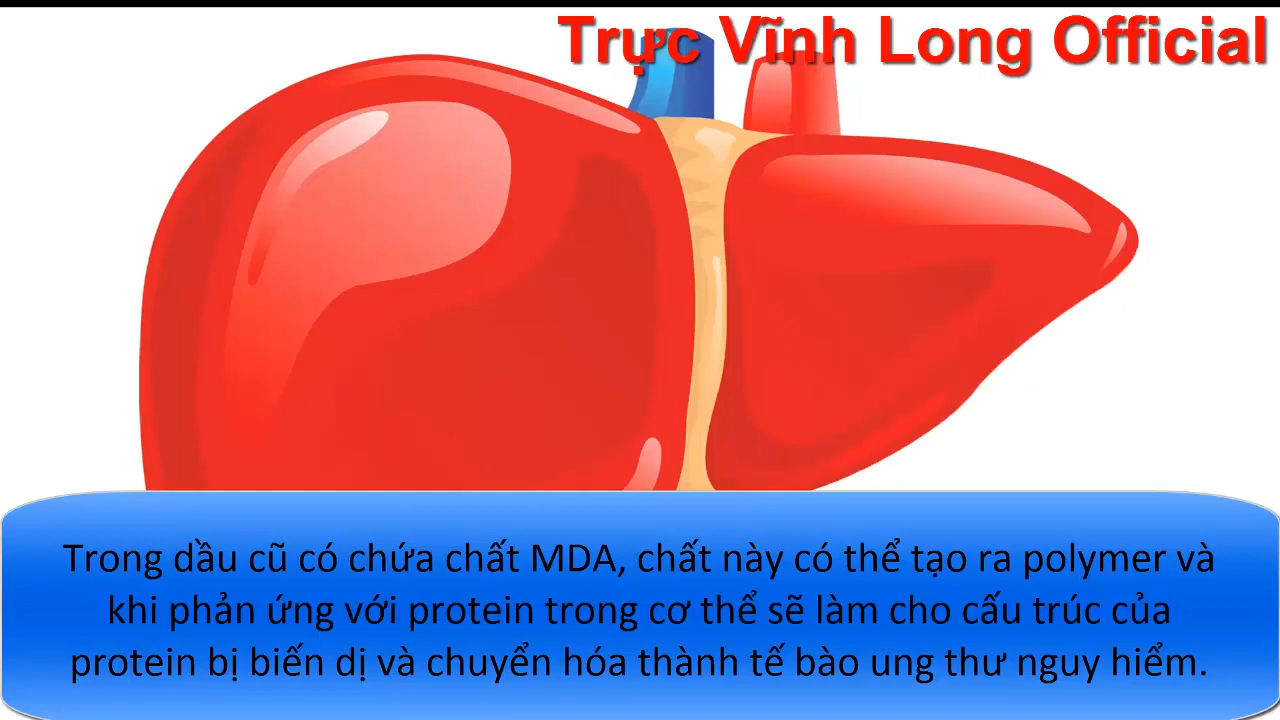 Trực Vĩnh Long Official
Trong dầu cũ có chứa chất MDA, chất này có thể tạo ra polymer và
khi phản ứng với protein trong cơ thể sẽ làm cho cấu trúc của
protein bị biến dị và chuyển hóa thành tế bào ung thư nguy hiểm.